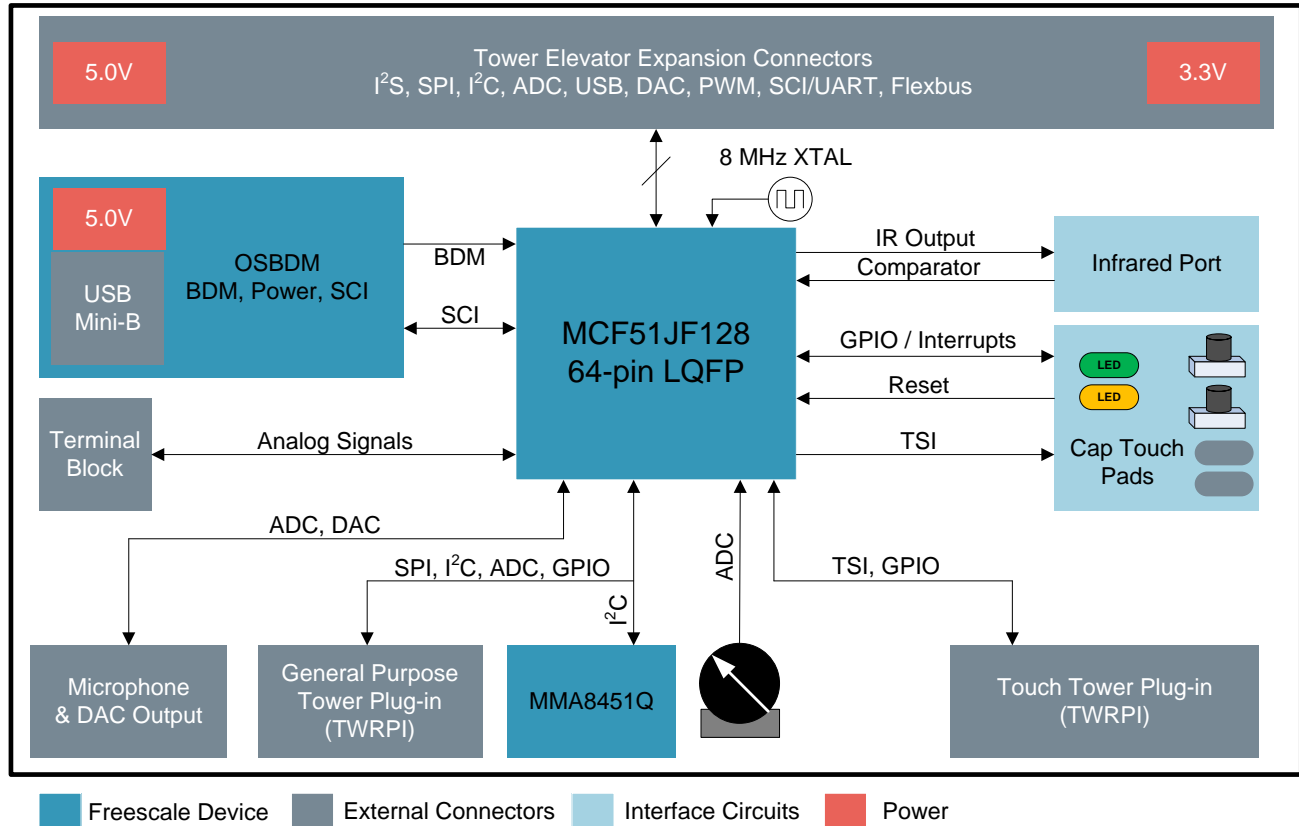 Tower Elevator Expansion Connectors
I²S, SPI, I²C, ADC, USB, DAC, PWM, SCI/UART, Flexbus
5.0V
3.3V
8 MHz XTAL
5.0V
USB
Mini-B
OSBDM
BDM, Power, SCI
BDM
SCI
MCF51JF128
64-pin LQFP
IR Output
Comparator
Infrared Port
GPIO / Interrupts
Reset
TSI
LED
LED
Cap Touch
Pads
Terminal
Block
Analog Signals
ADC, DAC
SPI, I²C, ADC, GPIO
I²C
ADC
TSI, GPIO
Microphone
& DAC Output
General Purpose
Tower Plug-in
(TWRPI)
MMA8451Q
Touch Tower Plug-in
(TWRPI)
Freescale Device
External Connectors
Interface Circuits
Power